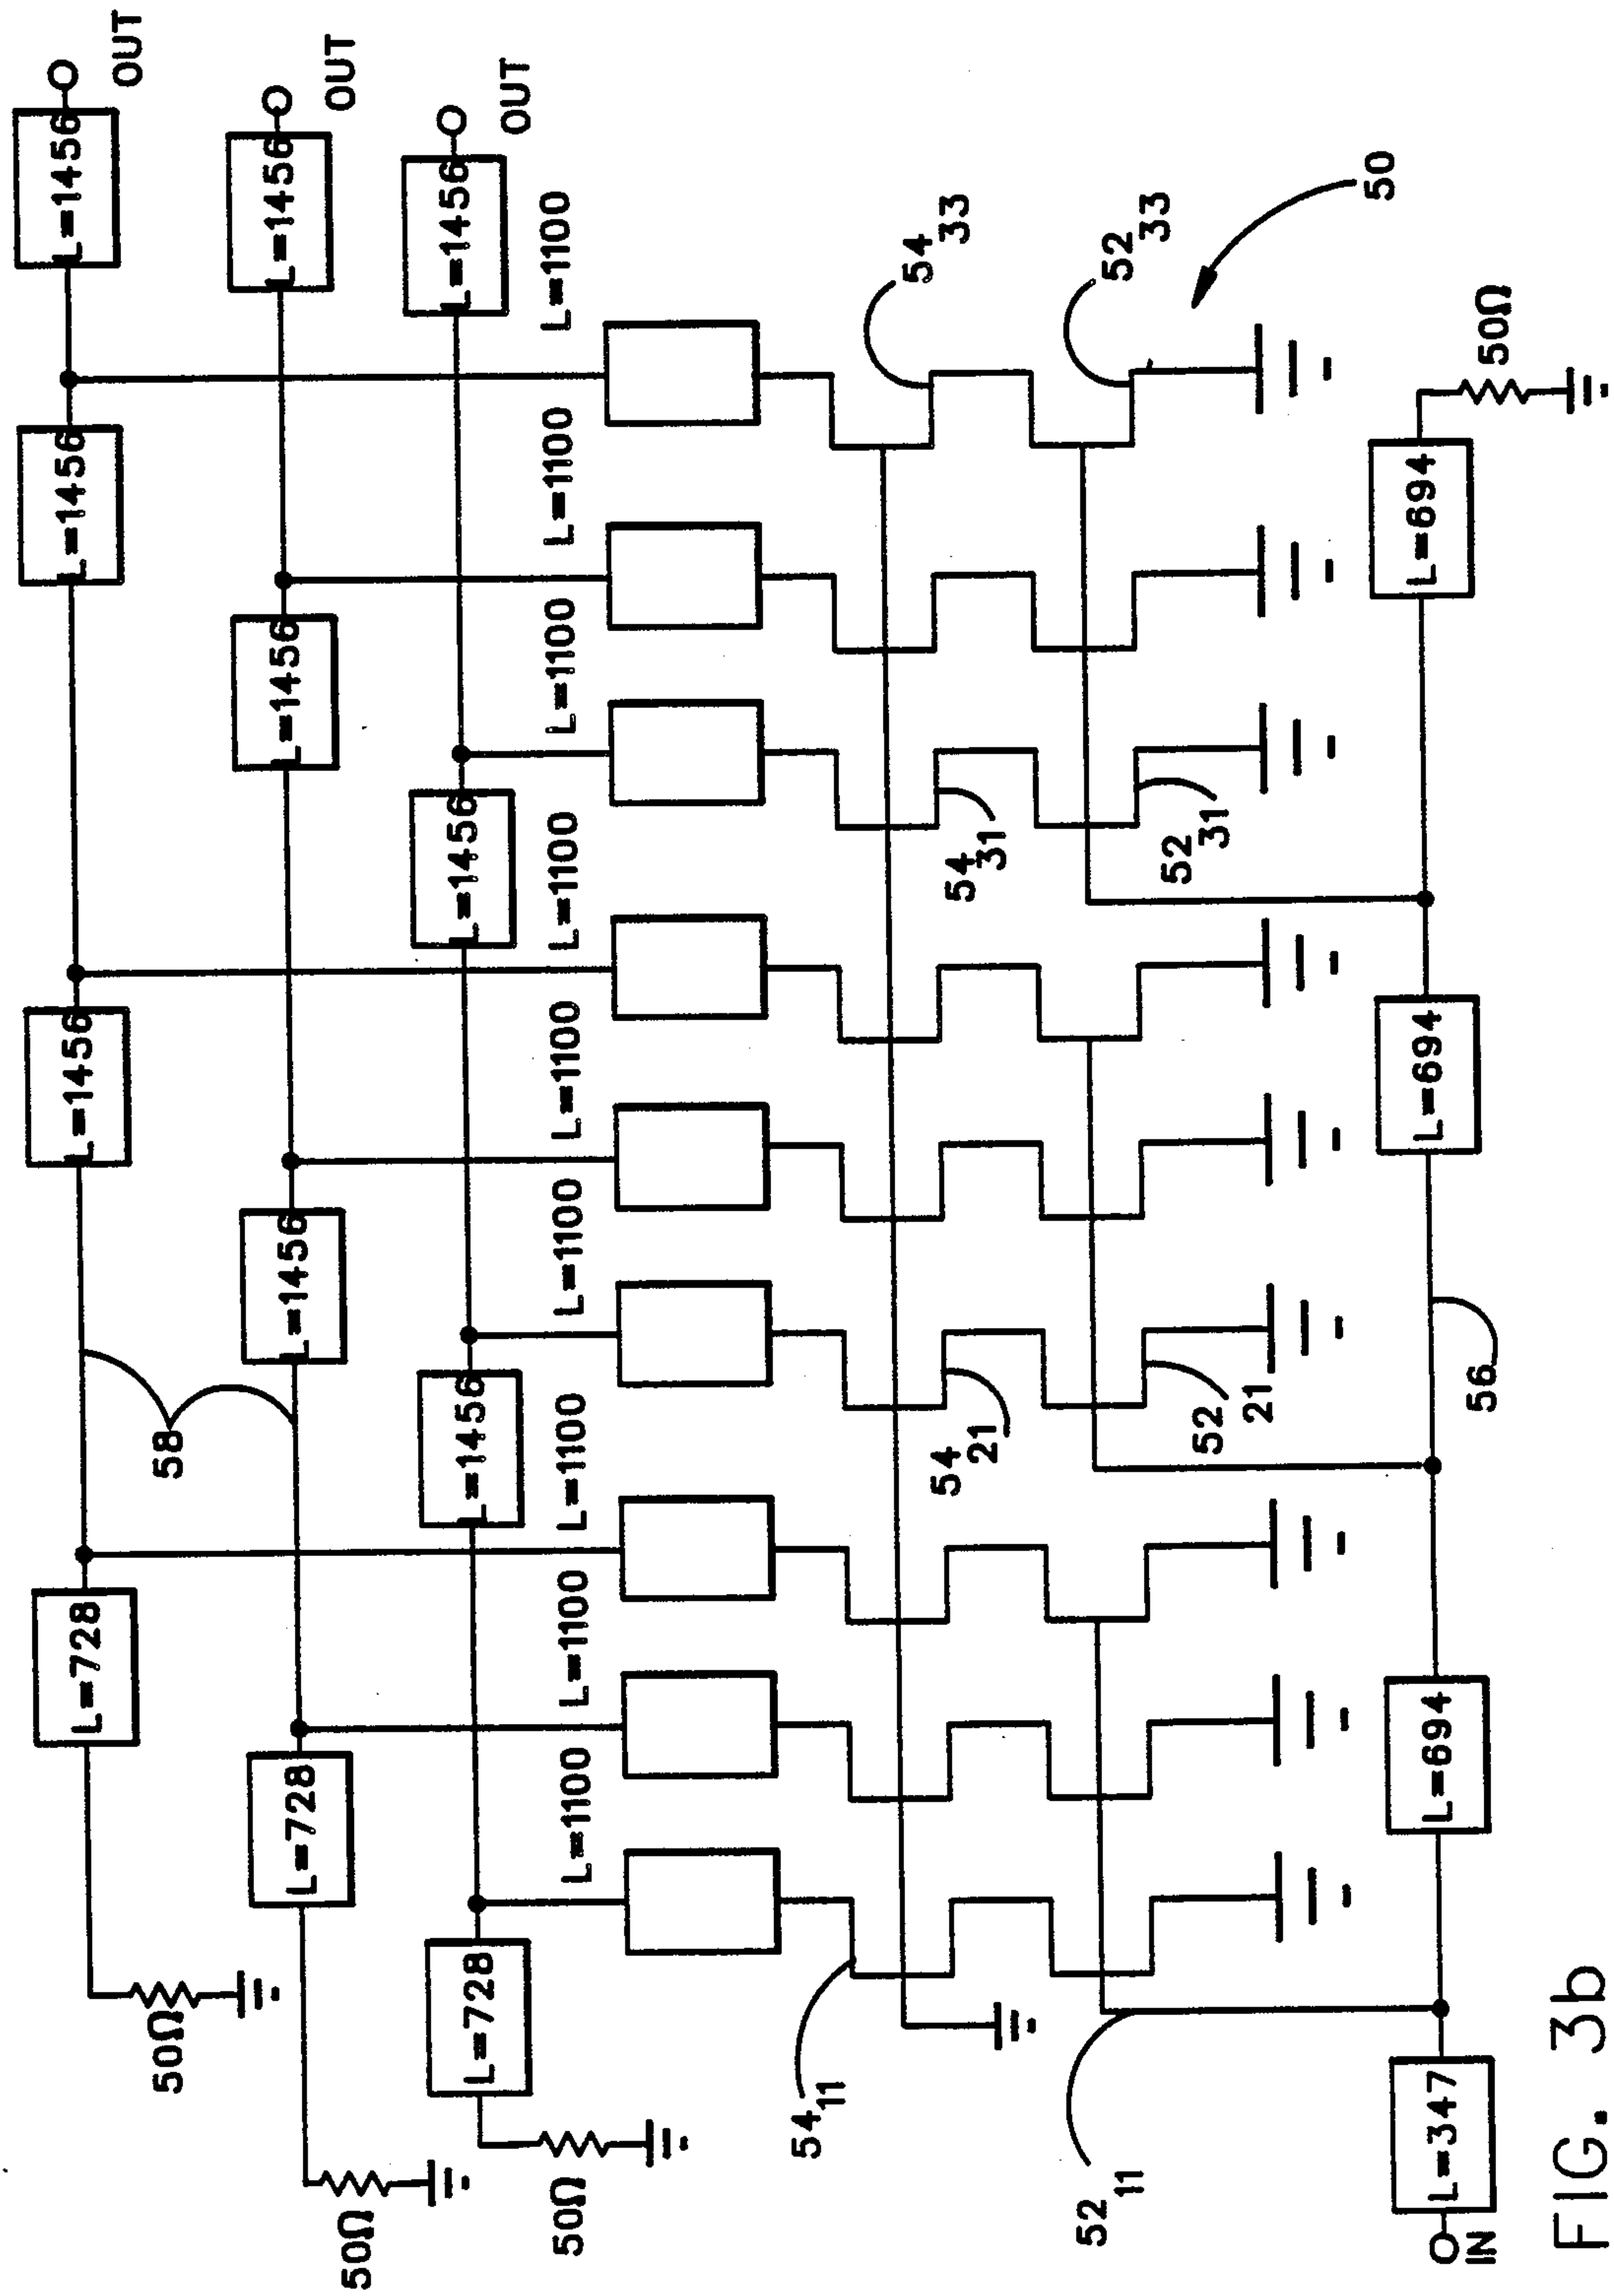 L=728
L=1456
L=1456
L=1456
OUT
50Ω
58
L=728
L=1456
L=1456
L=1456
OUT
50Ω
L=728
L=1456
L=1456
L=1456
OUT
50Ω
L=1100
L=1100
L=1100
L=1100
L=1100
L=1100
L=1100
L=1100
L=1100
54 11
54 21
54 31
54 33
52 11
52 21
52 31
52 33
50
56
IN
L=347
L=694
L=694
L=694
50Ω
FIG. 3b